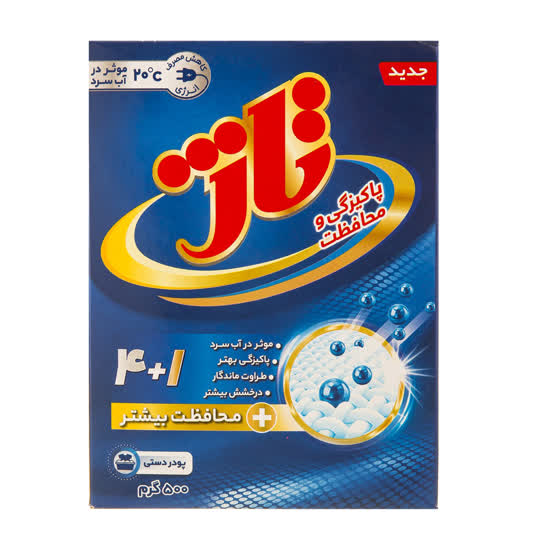 جدید
کاهش مصرف
انرژی
۲۰°C
موثر در
آب سرد
تاژ
پاکیزگی و
محافظت
۴+۱
موثر در آب سرد
پاکیزگی بهتر
طراوت ماندگار
درخشش بیشتر
+ محافظت بیشتر
پودر دستی
۵۰۰ گرم